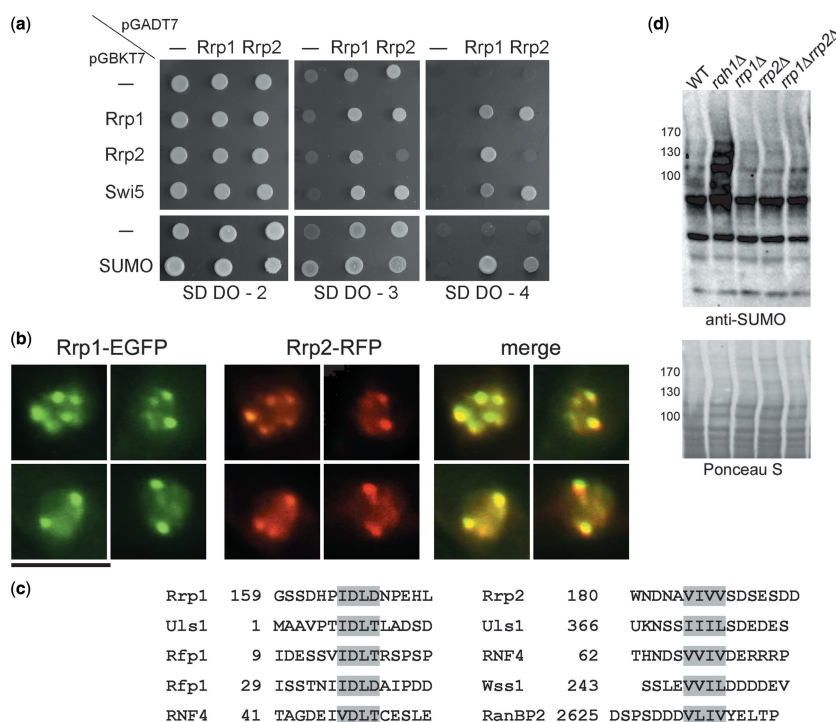 (a)
pGADT7
pGBKT7
— Rrp1 Rrp2 — Rrp1 Rrp2 — Rrp1 Rrp2
—
Rrp1
Rrp2
Swi5
—
SUMO
SD DO - 2 SD DO - 3 SD DO - 4
(b)
Rrp1-EGFP Rrp2-RFP merge
(c)
Rrp1 159 GSSDHPIDLDNPEHL
Uls1 1 MAAVPTIDLTLADSD
Rfp1 9 IDESSVIDLTRSPSP
Rfp1 29 ISSTNIIDLDAIPDD
RNF4 41 TAGDEIVDLTCESLE
Rrp2 180 WNDNAVIVVSDSESDD
Uls1 366 UKNSSIIILSDEDES
RNF4 62 THNDSVVIVDERRRP
Wss1 243 SSLEVVILDDDDEV
RanBP2 2625 DSPSDDDVLIVYELTP
(d)
WT rqh1Δ rrp1Δ rrp2Δ rrp1Δrrp2Δ
170
130
100
anti-SUMO
170
130
100
Ponceau S